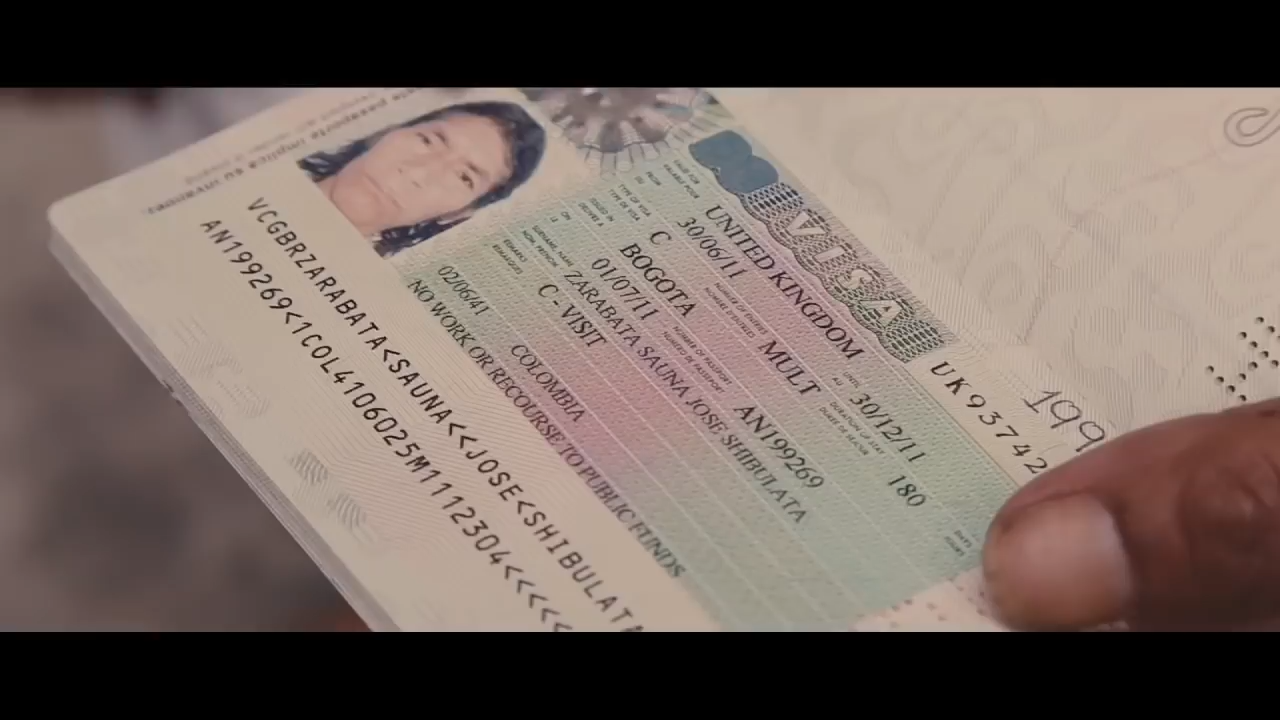 VISA
UK93742
199
UNITED KINGDOM
30/06/11 30/12/11
C MULT 180
BOGOTA
01/07/11 AN199269
ZARABATA SAUNA JOSE SHIBULATA
C - VISIT
02/06/41 COLOMBIA
NO WORK OR RECOURSE TO PUBLIC FUNDS
VCGBRZARABATA<SAUNA<<JOSE<SHIBULAT
AN199269<1COL4106025M1112304<<<<<